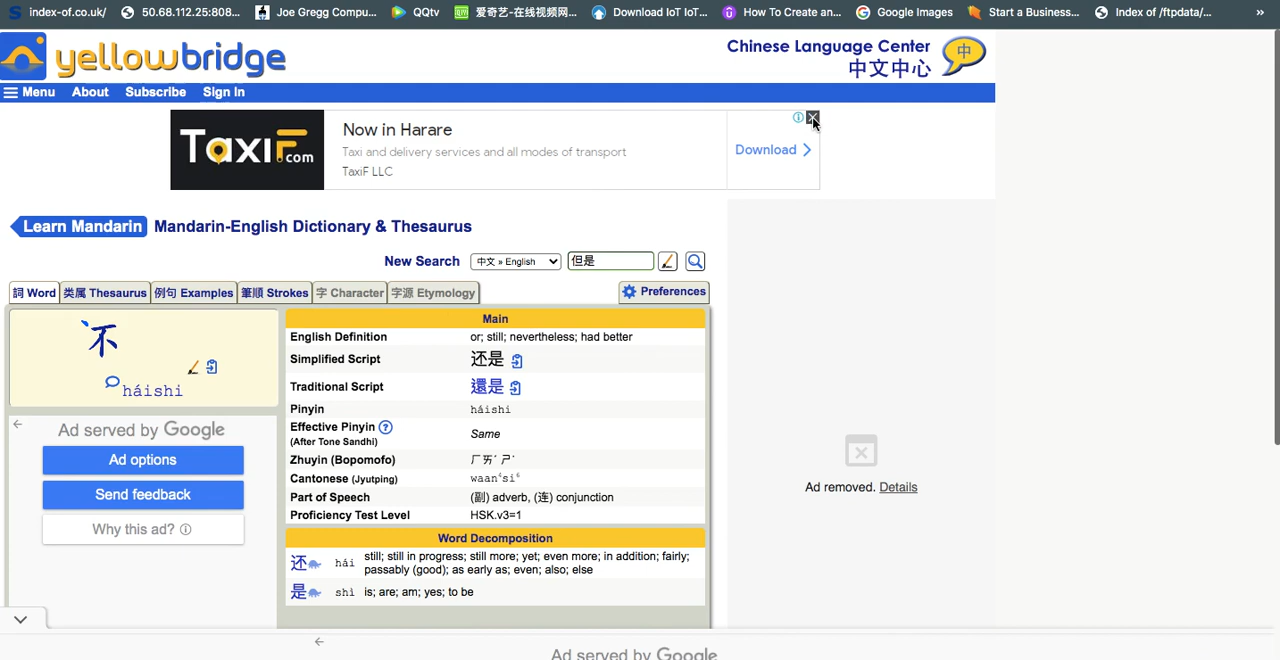 index-of.co.uk/ 50.68.112.25:808... Joe Gregg Compu... QQtv 爱奇艺-在线视频网... Download IoT IoT... How To Create an... Google Images Start a Business... Index of /ftpdata/... »
yellowbridge
Chinese Language Center
中文中心
中
Menu About Subscribe Sign In
TaxiF.com
Now in Harare
Taxi and delivery services and all modes of transport
TaxiF LLC
Download
Learn Mandarin Mandarin-English Dictionary & Thesaurus
New Search 中文 » English 但是
詞 Word 类属 Thesaurus 例句 Examples 筆順 Strokes 字 Character 字源 Etymology Preferences
háishi
Main
English Definition or; still; nevertheless; had better
Simplified Script 还是
Traditional Script 還是
Pinyin háishi
Effective Pinyin ?
(After Tone Sandhi) Same
Zhuyin (Bopomofo) ㄏㄞˊ ㄕ˙
Cantonese (Jyutping) waan⁴si⁶
Part of Speech (副) adverb, (连) conjunction
Proficiency Test Level HSK.v3=1
Word Decomposition
还 hái still; still in progress; still more; yet; even more; in addition; fairly;
passably (good); as early as; even; also; else
是 shì is; are; am; yes; to be
Ad served by Google
Ad options
Send feedback
Why this ad?
Ad removed. Details
Ad served by Google